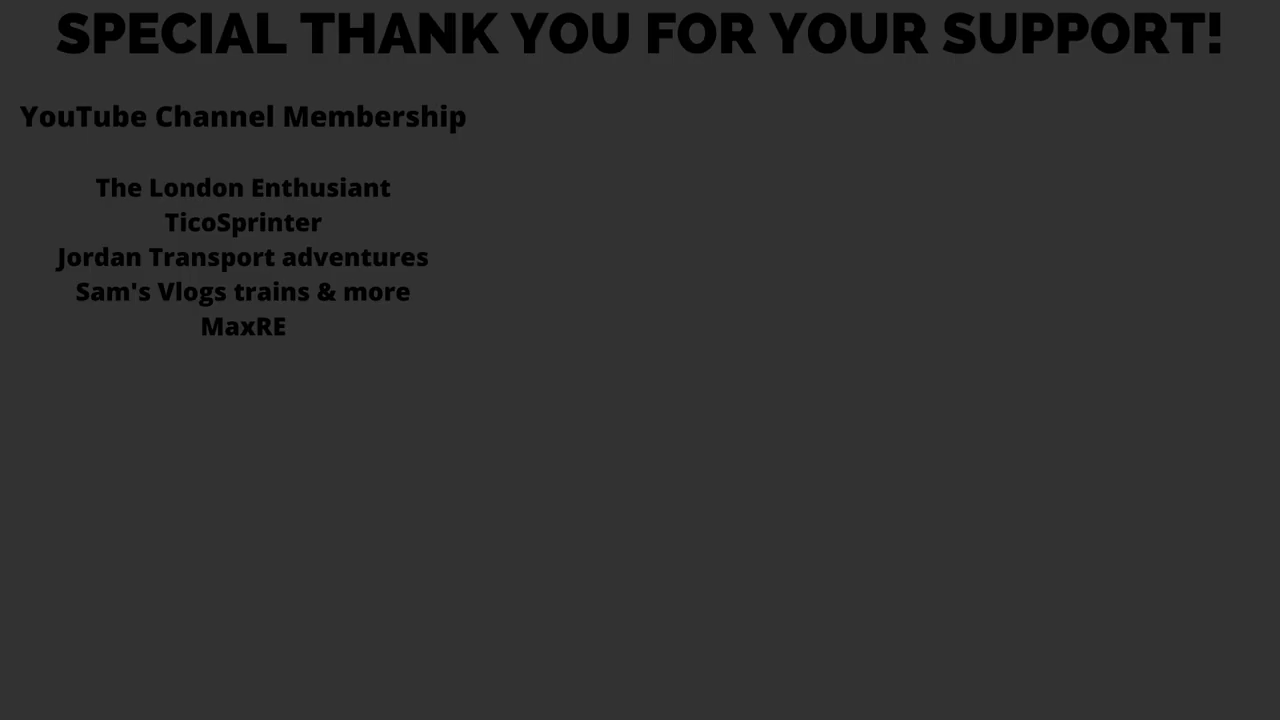 SPECIAL THANK YOU FOR YOUR SUPPORT!
YouTube Channel Membership
The London Enthusiant
TicoSprinter
Jordan Transport adventures
Sam's Vlogs trains & more
MaxRE